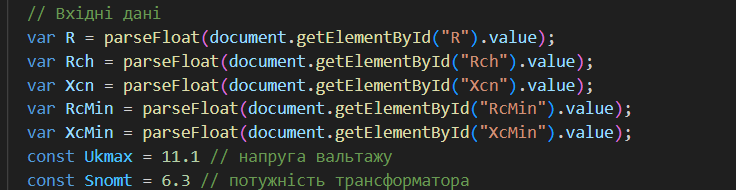 // Вхідні дані
var R = parseFloat(document.getElementById("R").value);
var Rch = parseFloat(document.getElementById("Rch").value);
var Xcn = parseFloat(document.getElementById("Xcn").value);
var RcMin = parseFloat(document.getElementById("RcMin").value);
var XcMin = parseFloat(document.getElementById("XcMin").value);
const Ukmax = 11.1 // напруга вальтажу
const Snomt = 6.3 // потужність трансформатора